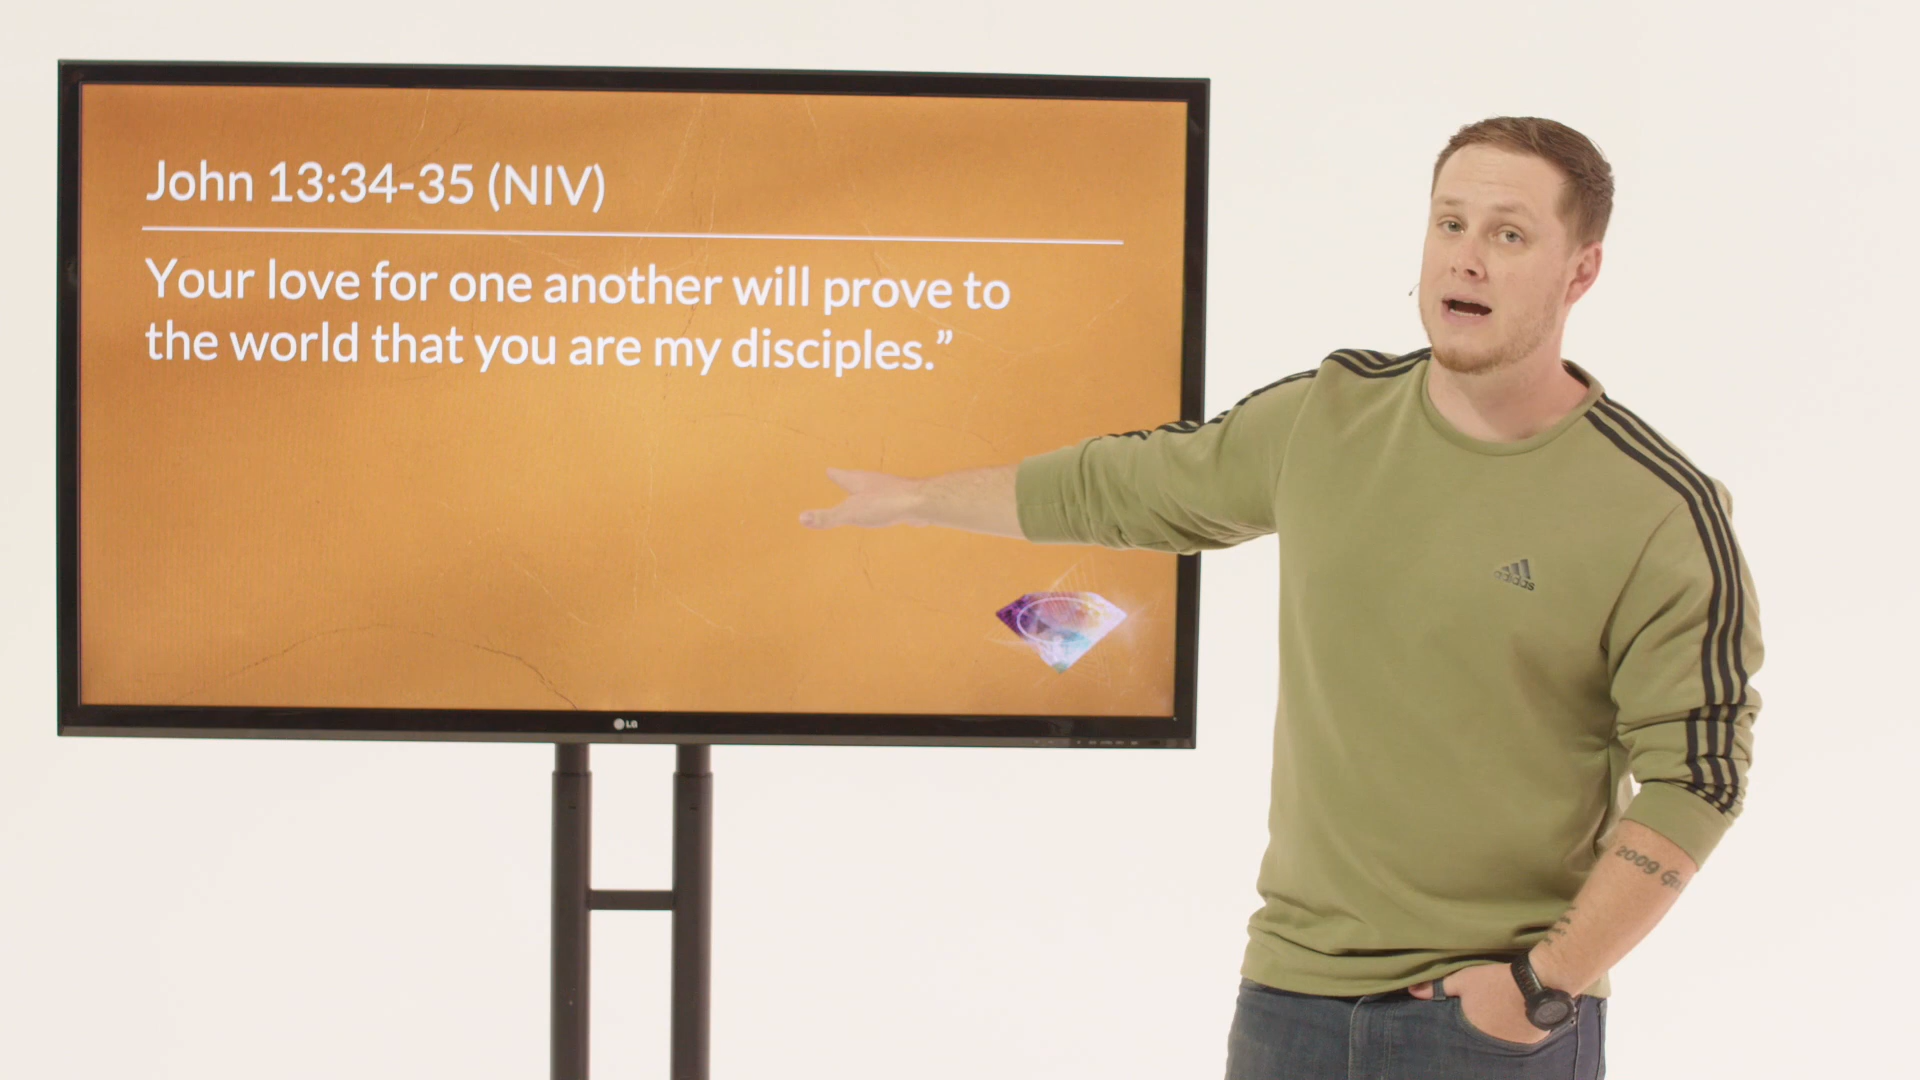 John 13:34-35 (NIV)
Your love for one another will prove to
the world that you are my disciples.”
LG
adidas
2009